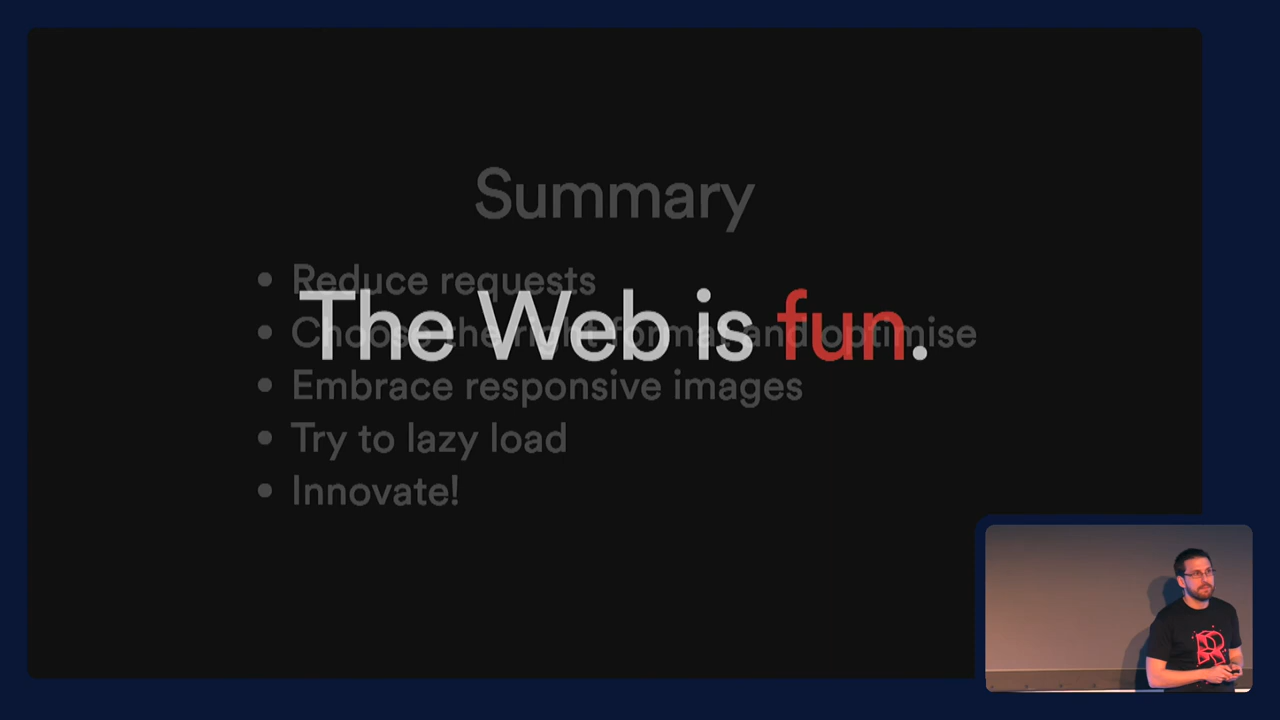 Summary
• Reduce requests
The Web is fun.
• Choose the right format and optimise
• Embrace responsive images
• Try to lazy load
• Innovate!
R